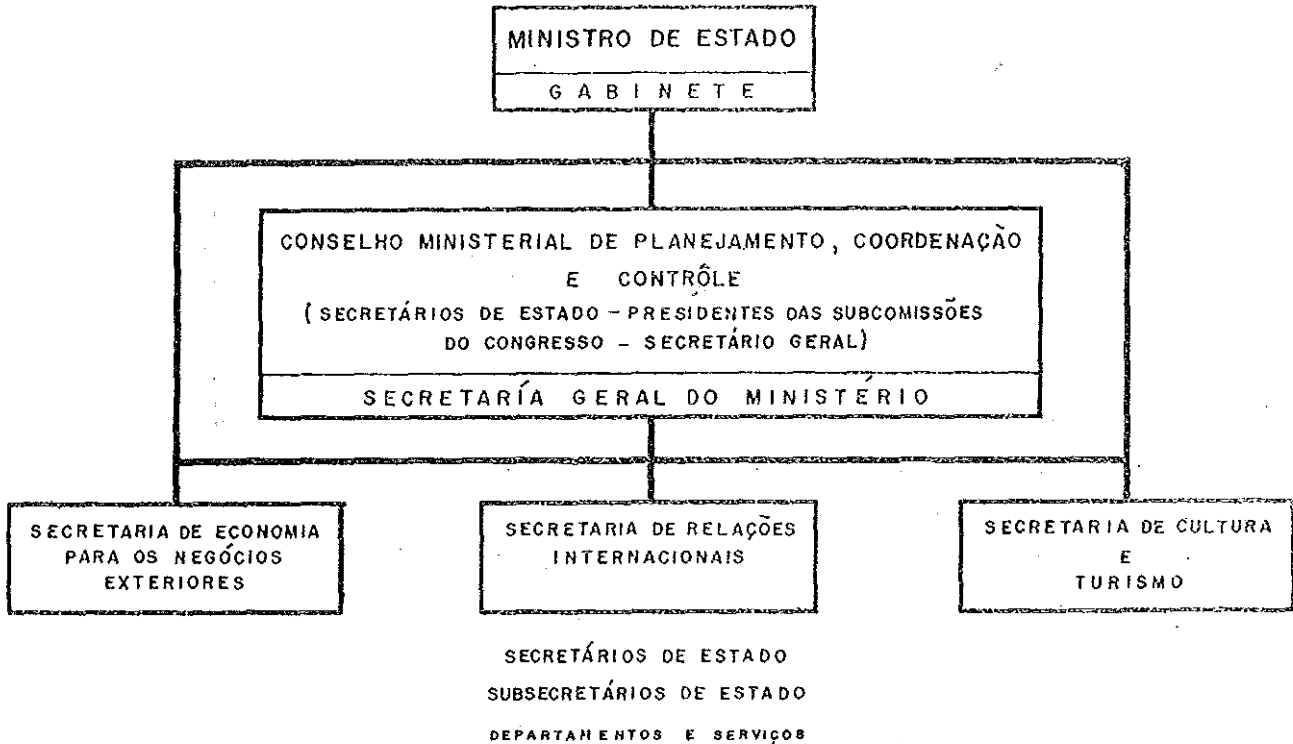 MINISTRO DE ESTADO
GABINETE
CONSELHO MINISTERIAL DE PLANEJAMENTO, COORDENAÇÃO
E CONTRÔLE
(SECRETÁRIOS DE ESTADO - PRESIDENTES DAS SUBCOMISSÕES
DO CONGRESSO - SECRETÁRIO GERAL)
SECRETARÍA GERAL DO MINISTÉRIO
SECRETARIA DE ECONOMIA
PARA OS NEGÓCIOS
EXTERIORES
SECRETARIA DE RELAÇÕES
INTERNACIONAIS
SECRETARIA DE CULTURA
E
TURISMO
SECRETÁRIOS DE ESTADO
SUBSECRETÁRIOS DE ESTADO
DEPARTAMENTOS E SERVIÇOS